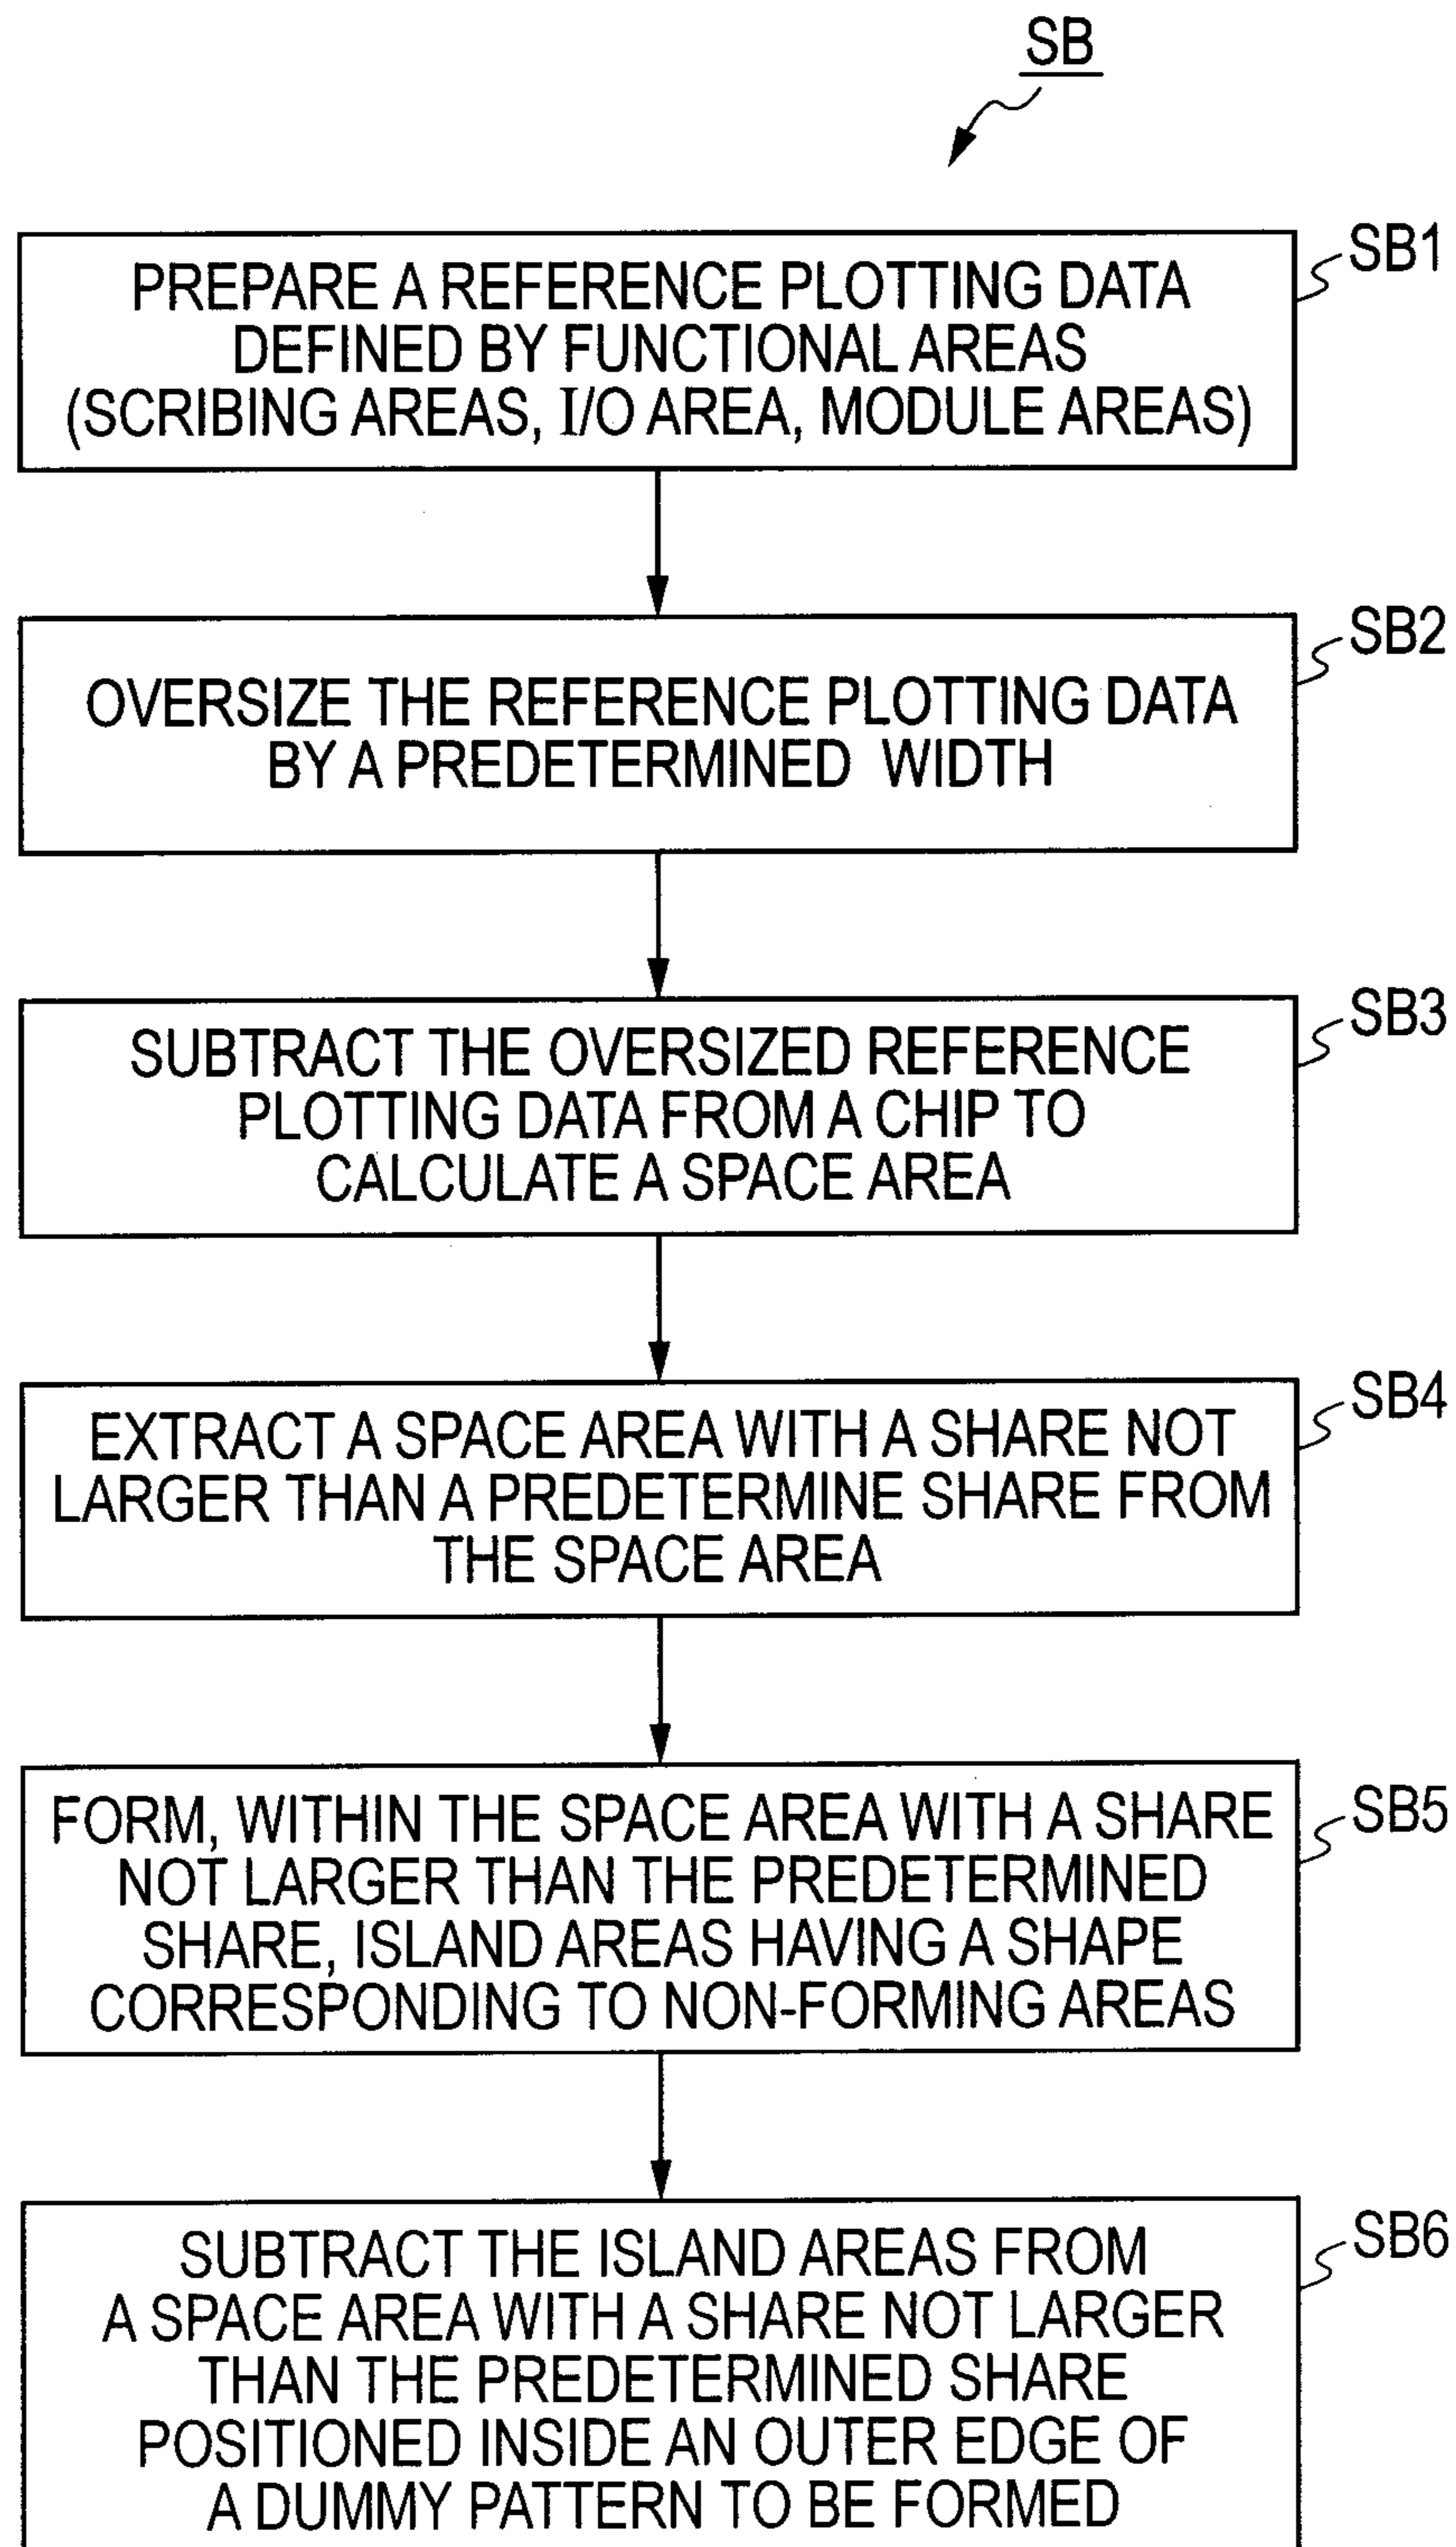 SB
SB1
PREPARE A REFERENCE PLOTTING DATA
DEFINED BY FUNCTIONAL AREAS
(SCRIBING AREAS, I/O AREA, MODULE AREAS)
SB2
OVERSIZE THE REFERENCE PLOTTING DATA
BY A PREDETERMINED WIDTH
SB3
SUBTRACT THE OVERSIZED REFERENCE
PLOTTING DATA FROM A CHIP TO
CALCULATE A SPACE AREA
SB4
EXTRACT A SPACE AREA WITH A SHARE NOT
LARGER THAN A PREDETERMINE SHARE FROM
THE SPACE AREA
SB5
FORM, WITHIN THE SPACE AREA WITH A SHARE
NOT LARGER THAN THE PREDETERMINED
SHARE, ISLAND AREAS HAVING A SHAPE
CORRESPONDING TO NON-FORMING AREAS
SB6
SUBTRACT THE ISLAND AREAS FROM
A SPACE AREA WITH A SHARE NOT LARGER
THAN THE PREDETERMINED SHARE
POSITIONED INSIDE AN OUTER EDGE OF
A DUMMY PATTERN TO BE FORMED